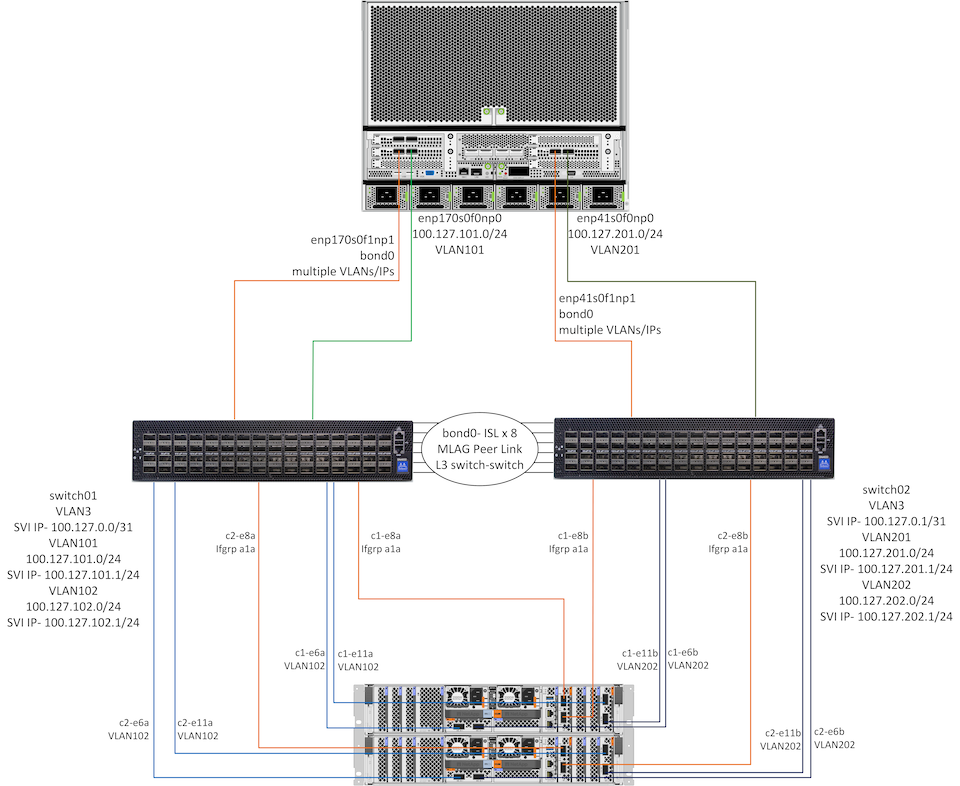 enp170s0f0np0
100.127.101.0/24
VLAN101
enp41s0f0np0
100.127.201.0/24
VLAN201
enp170s0f1np1
bond0
multiple VLANs/IPs
enp41s0f1np1
bond0
multiple VLANs/IPs
bond0- ISL x 8
MLAG Peer Link
L3 switch-switch
switch01
VLAN3
SVI IP- 100.127.0.0/31
VLAN101
100.127.101.0/24
SVI IP- 100.127.101.1/24
VLAN102
100.127.102.0/24
SVI IP- 100.127.102.1/24
switch02
VLAN3
SVI IP- 100.127.0.1/31
VLAN201
100.127.201.0/24
SVI IP- 100.127.201.1/24
VLAN202
100.127.202.0/24
SVI IP- 100.127.202.1/24
c2-e8a
Ifgrp a1a
c1-e8a
Ifgrp a1a
c1-e8b
Ifgrp a1a
c2-e8b
Ifgrp a1a
c1-e6a
VLAN102
c1-e11a
VLAN102
c1-e11b
VLAN202
c1-e6b
VLAN202
c2-e6a
VLAN102
c2-e11a
VLAN102
c2-e11b
VLAN202
c2-e6b
VLAN202